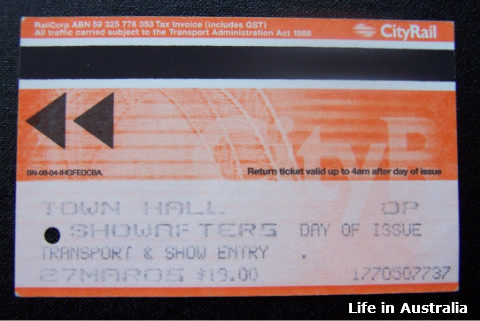 RailCorp ABN 59 325 778 353 Tax Invoice (includes GST)
All traffic carried subject to the Transport Administration Act 1988
CityRail
BN-08-04-IHGFEDCBA.
Return ticket valid up to 4am after day of issue
CityR
TOWN HALL OP
SHOWAFTERS DAY OF ISSUE
TRANSPORT & SHOW ENTRY .
27MAR05 $19.00 1770507737
Life in Australia